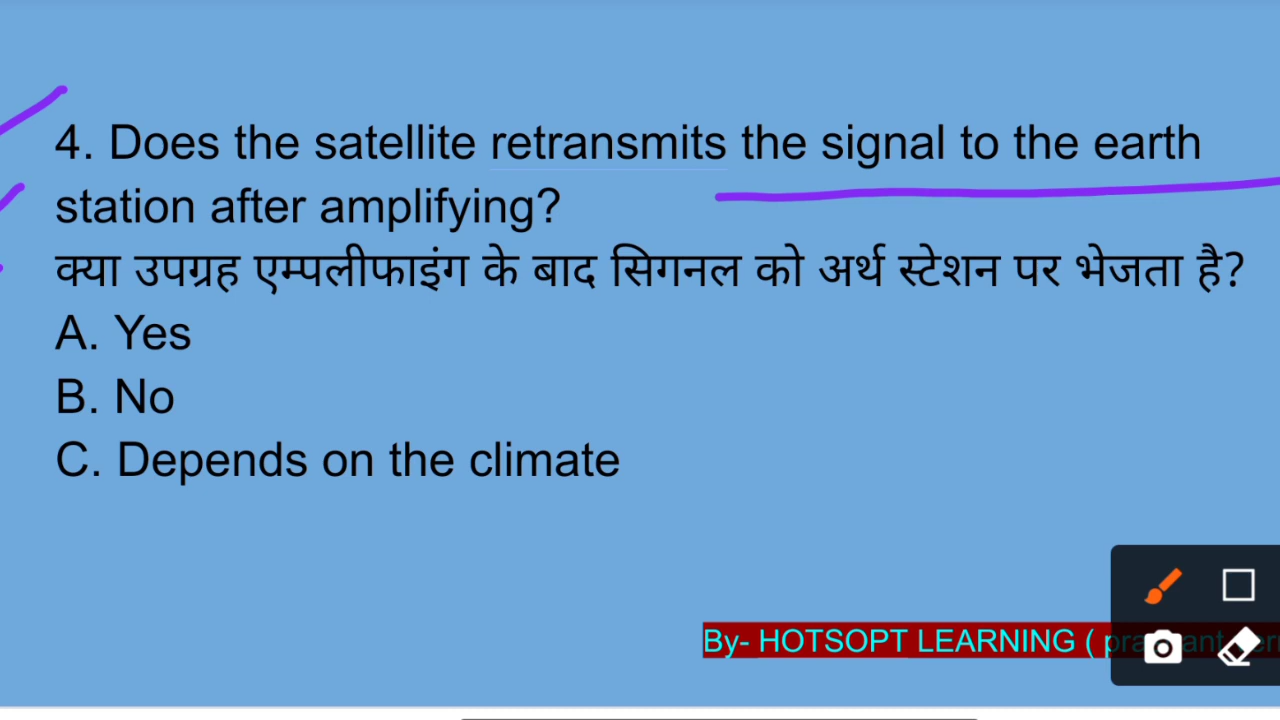 4. Does the satellite retransmits the signal to the earth
station after amplifying?
क्या उपग्रह एम्पलीफाइंग के बाद सिगनल को अर्थ स्टेशन पर भेजता है?
A. Yes
B. No
C. Depends on the climate
By- HOTSOPT LEARNING (